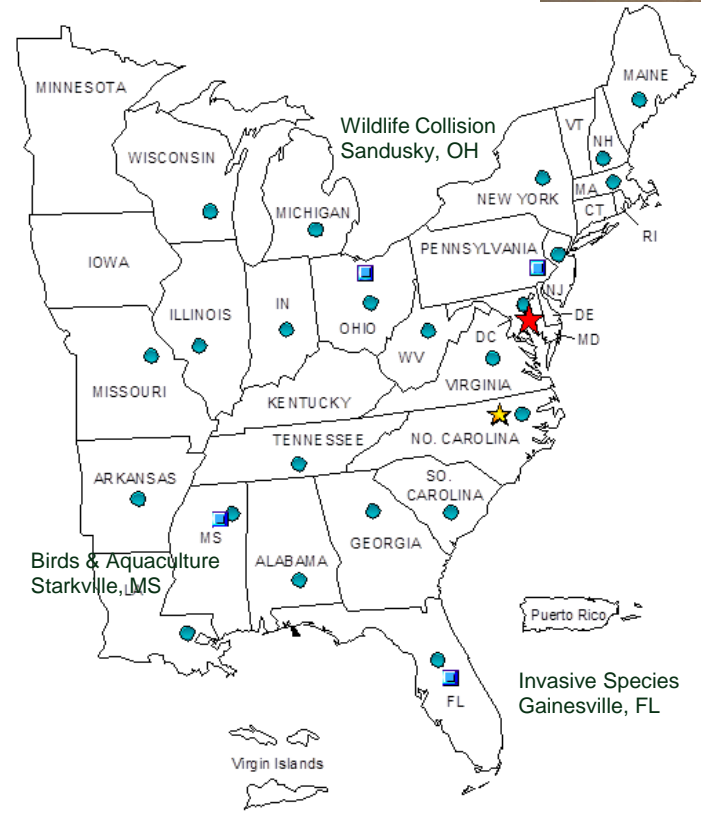 MINNESOTA
MAINE
VT
NH
Wildlife Collision
Sandusky, OH
WISCONSIN
MA
NEW YORK
CT
MICHIGAN
RI
PENNSYLVANIA
IOWA
NJ
ILLINOIS
IN
OHIO
DE
DC
MD
WV
VIRGINIA
MISSOURI
KENTUCKY
TENNESSEE
NO. CAROLINA
ARKANSAS
SO.
CAROLINA
MS
GEORGIA
Birds & Aquaculture
Starkville, MS
ALABAMA
LA
Puerto Rico
Invasive Species
Gainesville, FL
FL
Virgin Islands